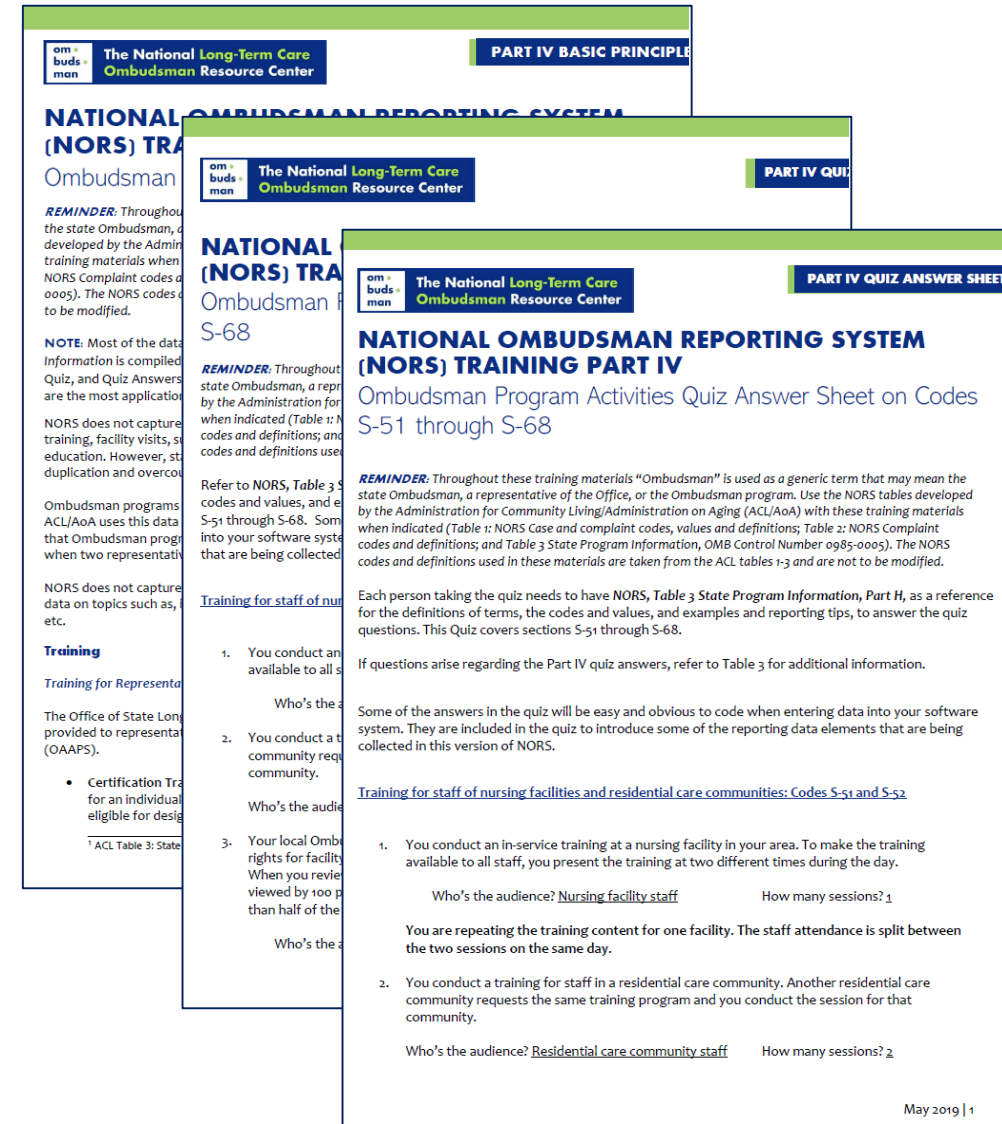 om
buds
man
The National Long-Term Care
Ombudsman Resource Center
PART IV BASIC PRINCIPLE
NATIONAL OMBUDSMAN REPORTING SYSTEM
(NORS) TRA
Ombudsman
REMINDER: Throughou
the state Ombudsman, a
developed by the Admin
training materials when
NORS Complaint codes a
0005). The NORS codes a
to be modified.
NOTE: Most of the data
Information is compiled
Quiz, and Quiz Answers
are the most application
NORS does not capture
training, facility visits, su
education. However, sta
duplication and overcou
Ombudsman programs
ACL/AoA uses this data
that Ombudsman progr
when two representativ
NORS does not capture
data on topics such as, i
etc.
Training
Training for Representa
The Office of State Long
provided to representat
(OAAPS).
• Certification Tra
for an individual
eligible for desig
1 ACL Table 3: State
om
buds
man
The National Long-Term Care
Ombudsman Resource Center
PART IV QUIZ
NATIONAL
(NORS) TRA
Ombudsman P
S-68
REMINDER: Throughout
state Ombudsman, a repr
by the Administration for
when indicated (Table 1: N
codes and definitions; and
codes and definitions used
Refer to NORS, Table 3 S
codes and values, and e
S-51 through S-68. Som
into your software syste
that are being collected
Training for staff of nur
1. You conduct an
available to all s
Who's the a
2. You conduct a t
community requ
community.
Who's the audie
3. Your local Ombu
rights for facility
When you revie
viewed by 100 p
than half of the
Who's the a
om
buds
man
The National Long-Term Care
Ombudsman Resource Center
PART IV QUIZ ANSWER SHEET
NATIONAL OMBUDSMAN REPORTING SYSTEM
(NORS) TRAINING PART IV
Ombudsman Program Activities Quiz Answer Sheet on Codes
S-51 through S-68
REMINDER: Throughout these training materials “Ombudsman” is used as a generic term that may mean the
state Ombudsman, a representative of the Office, or the Ombudsman program. Use the NORS tables developed
by the Administration for Community Living/Administration on Aging (ACL/AoA) with these training materials
when indicated (Table 1: NORS Case and complaint codes, values and definitions; Table 2: NORS Complaint
codes and definitions; and Table 3 State Program Information, OMB Control Number 0985-0005). The NORS
codes and definitions used in these materials are taken from the ACL tables 1-3 and are not to be modified.
Each person taking the quiz needs to have NORS, Table 3 State Program Information, Part H, as a reference
for the definitions of terms, the codes and values, and examples and reporting tips, to answer the quiz
questions. This Quiz covers sections S-51 through S-68.
If questions arise regarding the Part IV quiz answers, refer to Table 3 for additional information.
Some of the answers in the quiz will be easy and obvious to code when entering data into your software
system. They are included in the quiz to introduce some of the reporting data elements that are being
collected in this version of NORS.
Training for staff of nursing facilities and residential care communities: Codes S-51 and S-52
1. You conduct an in-service training at a nursing facility in your area. To make the training
available to all staff, you present the training at two different times during the day.
Who's the audience? Nursing facility staff How many sessions? 1
You are repeating the training content for one facility. The staff attendance is split between
the two sessions on the same day.
2. You conduct a training for staff in a residential care community. Another residential care
community requests the same training program and you conduct the session for that
community.
Who's the audience? Residential care community staff How many sessions? 2
May 2019 | 1